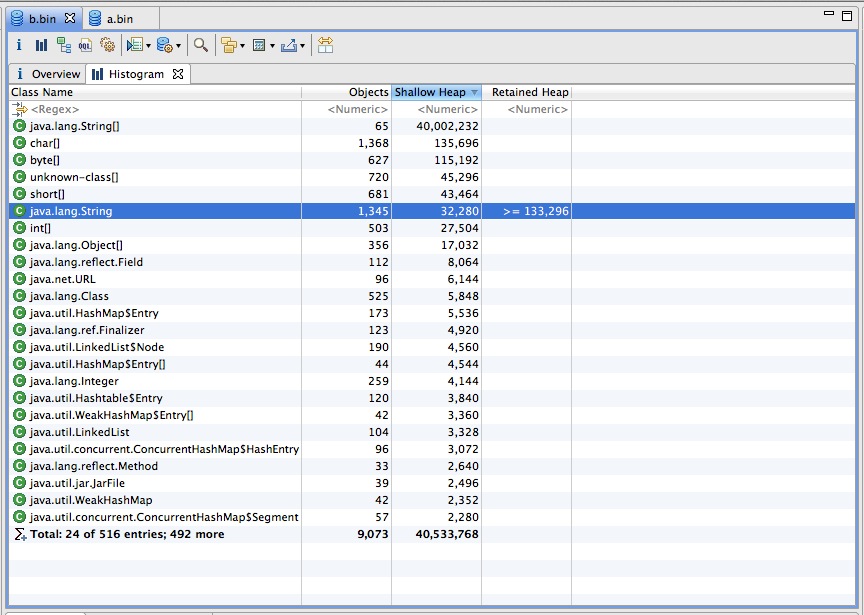 b.bin a.bin
i OQL
i Overview Histogram
Class Name Objects Shallow Heap Retained Heap
<Regex> <Numeric> <Numeric> <Numeric>
java.lang.String[] 65 40,002,232
char[] 1,368 135,696
byte[] 627 115,192
unknown-class[] 720 45,296
short[] 681 43,464
java.lang.String 1,345 32,280 >= 133,296
int[] 503 27,504
java.lang.Object[] 356 17,032
java.lang.reflect.Field 112 8,064
java.net.URL 96 6,144
java.lang.Class 525 5,848
java.util.HashMap$Entry 173 5,536
java.lang.ref.Finalizer 123 4,920
java.util.LinkedList$Node 190 4,560
java.util.HashMap$Entry[] 44 4,544
java.lang.Integer 259 4,144
java.util.Hashtable$Entry 120 3,840
java.util.WeakHashMap$Entry[] 42 3,360
java.util.LinkedList 104 3,328
java.util.concurrent.ConcurrentHashMap$HashEntry 96 3,072
java.lang.reflect.Method 33 2,640
java.util.jar.JarFile 39 2,496
java.util.WeakHashMap 42 2,352
java.util.concurrent.ConcurrentHashMap$Segment 57 2,280
Total: 24 of 516 entries; 492 more 9,073 40,533,768